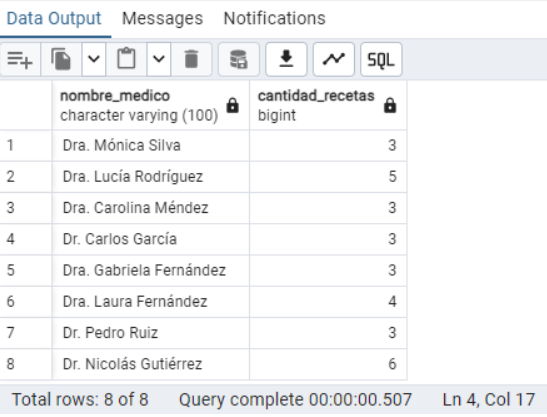 Data Output Messages Notifications
SQL
nombre_medico cantidad_recetas
character varying (100) bigint
1 Dra. Mónica Silva 3
2 Dra. Lucía Rodríguez 5
3 Dra. Carolina Méndez 3
4 Dr. Carlos García 3
5 Dra. Gabriela Fernández 3
6 Dra. Laura Fernández 4
7 Dr. Pedro Ruiz 3
8 Dr. Nicolás Gutiérrez 6
Total rows: 8 of 8 Query complete 00:00:00.507 Ln 4, Col 17